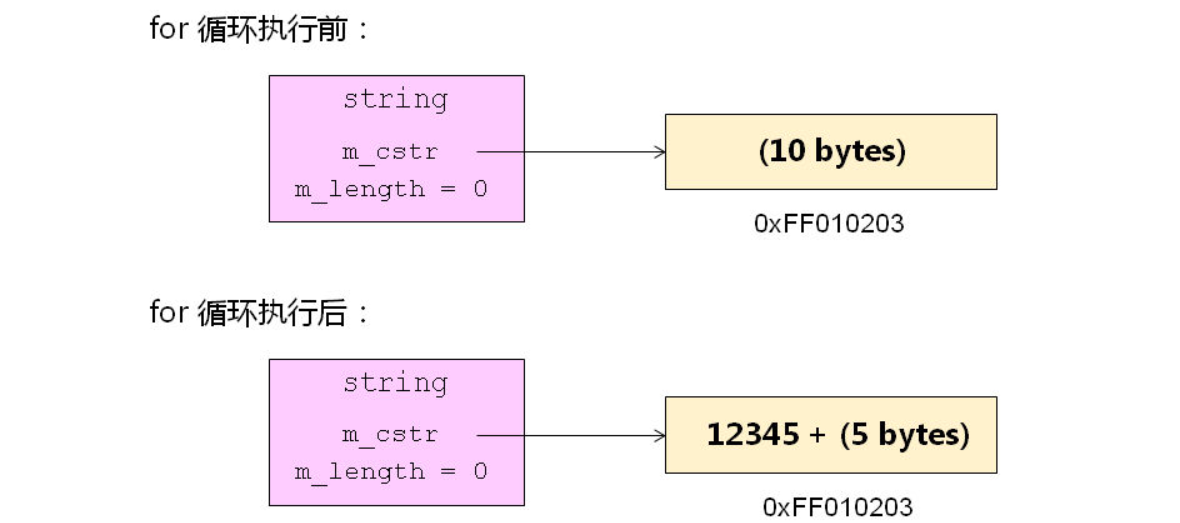 for 循环执行前：
string
m_cstr
m_length = 0
(10 bytes)
0xFF010203
for 循环执行后：
string
m_cstr
m_length = 0
12345 + (5 bytes)
0xFF010203